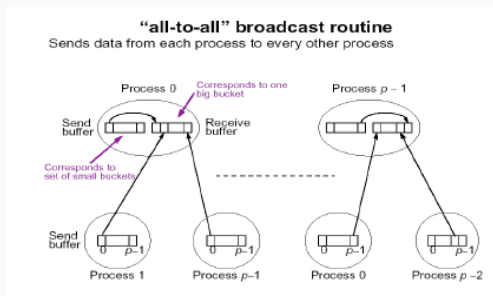 “all-to-all” broadcast routine
Sends data from each process to every other process
Process 0
Corresponds to one
big bucket
Process p – 1
Send
buffer
Receive
buffer
Corresponds to
set of small buckets
Send
buffer
0 p–1
p–1
0 p–1
p–1
Process 1
Process p–1
Process 0
Process p –2